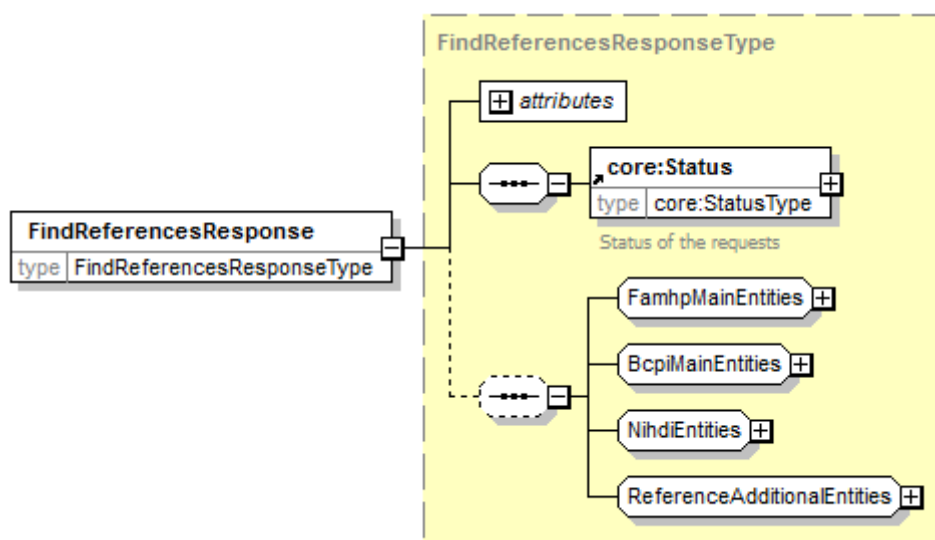 FindReferencesResponseType
attributes
core:Status
type core:StatusType
Status of the requests
FindReferencesResponse
type FindReferencesResponseType
FamhpMainEntities
BcpiMainEntities
NihdiEntities
ReferenceAdditionalEntities